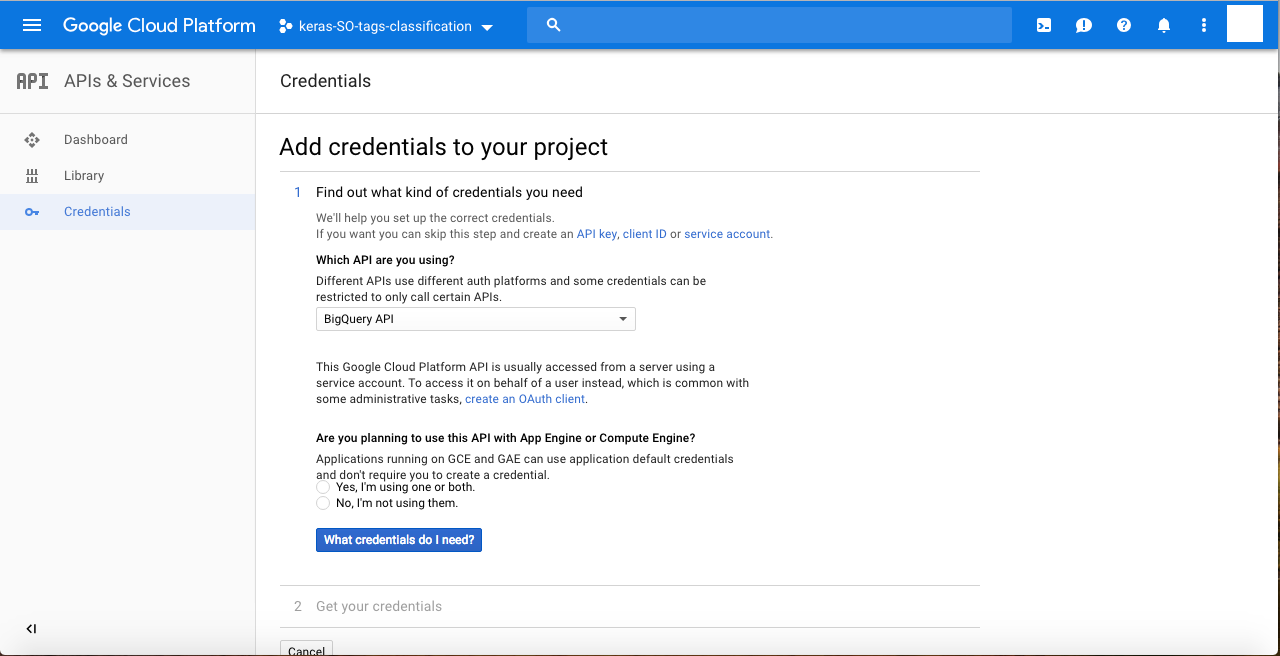 Google Cloud Platform
keras-SO-tags-classification
API APIs & Services
Credentials
Dashboard
Library
Credentials
Add credentials to your project
1 Find out what kind of credentials you need
We'll help you set up the correct credentials.
If you want you can skip this step and create an API key, client ID or service account.
Which API are you using?
Different APIs use different auth platforms and some credentials can be
restricted to only call certain APIs.
BigQuery API
This Google Cloud Platform API is usually accessed from a server using a
service account. To access it on behalf of a user instead, which is common with
some administrative tasks, create an OAuth client.
Are you planning to use this API with App Engine or Compute Engine?
Applications running on GCE and GAE can use application default credentials
and don't require you to create a credential.
Yes, I'm using one or both.
No, I'm not using them.
What credentials do I need?
2 Get your credentials
Cancel